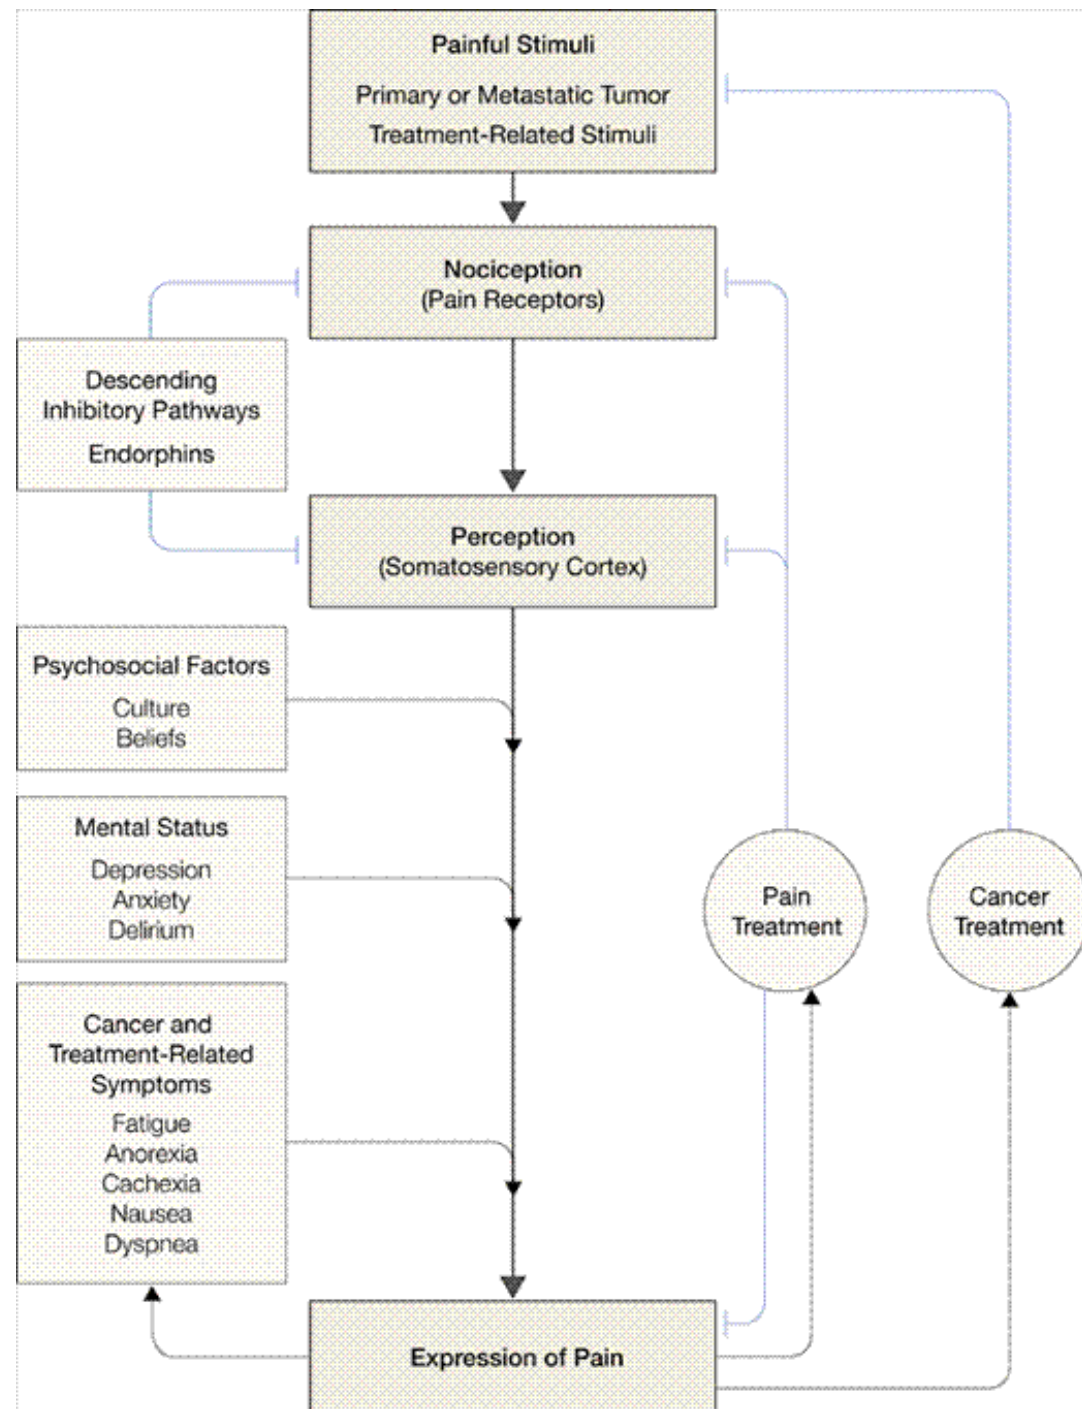 Painful Stimuli
Primary or Metastatic Tumor
Treatment-Related Stimuli
Nociception
(Pain Receptors)
Descending
Inhibitory Pathways
Endorphins
Perception
(Somatosensory Cortex)
Psychosocial Factors
Culture
Beliefs
Mental Status
Depression
Anxiety
Delirium
Pain
Treatment
Cancer
Treatment
Cancer and
Treatment-Related
Symptoms
Fatigue
Anorexia
Cachexia
Nausea
Dyspnea
Expression of Pain